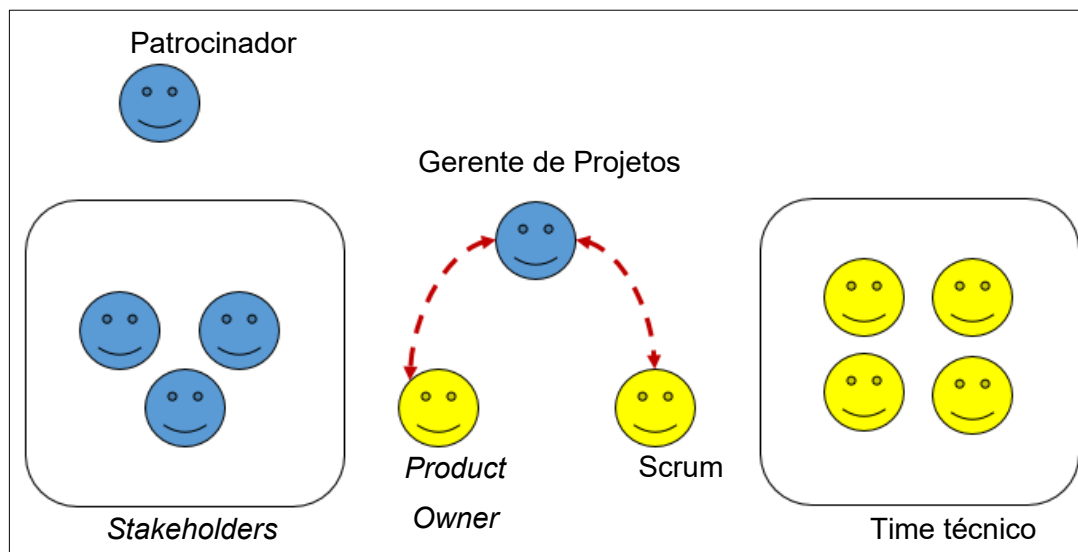 Patrocinador
Gerente de Projetos
Product
Owner
Scrum
Stakeholders
Time técnico